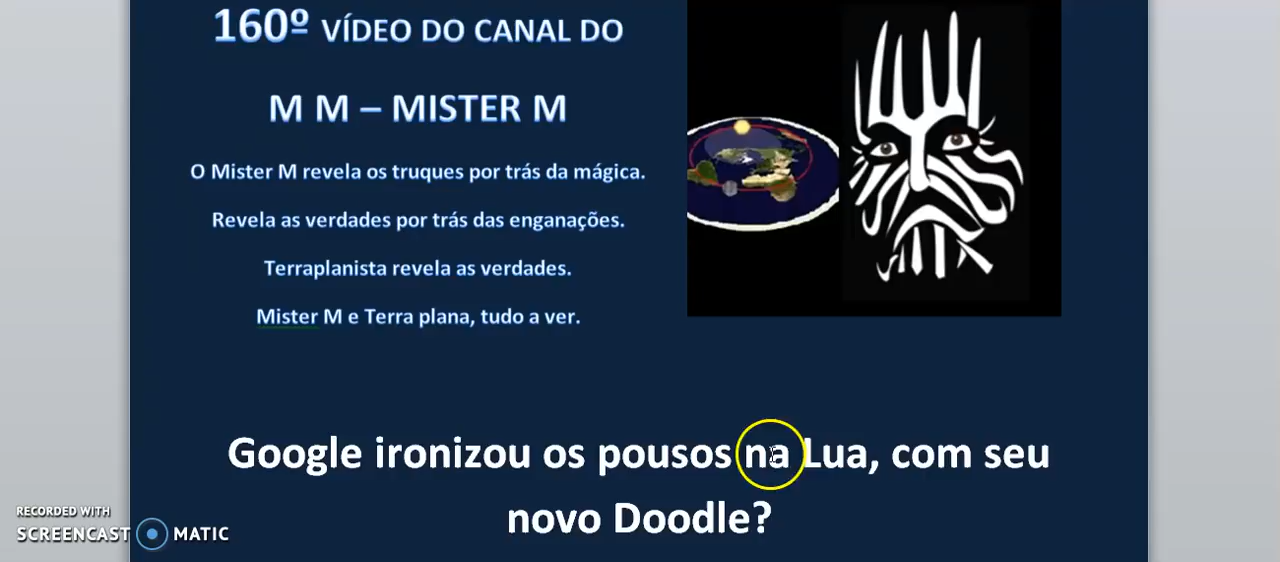 160º VÍDEO DO CANAL DO
M M – MISTER M
O Mister M revela os truques por trás da mágica.
Revela as verdades por trás das enganações.
Terraplanista revela as verdades.
Mister M e Terra plana, tudo a ver.
Google ironizou os pousos na Lua, com seu
novo Doodle?
RECORDED WITH
SCREENCAST MATIC